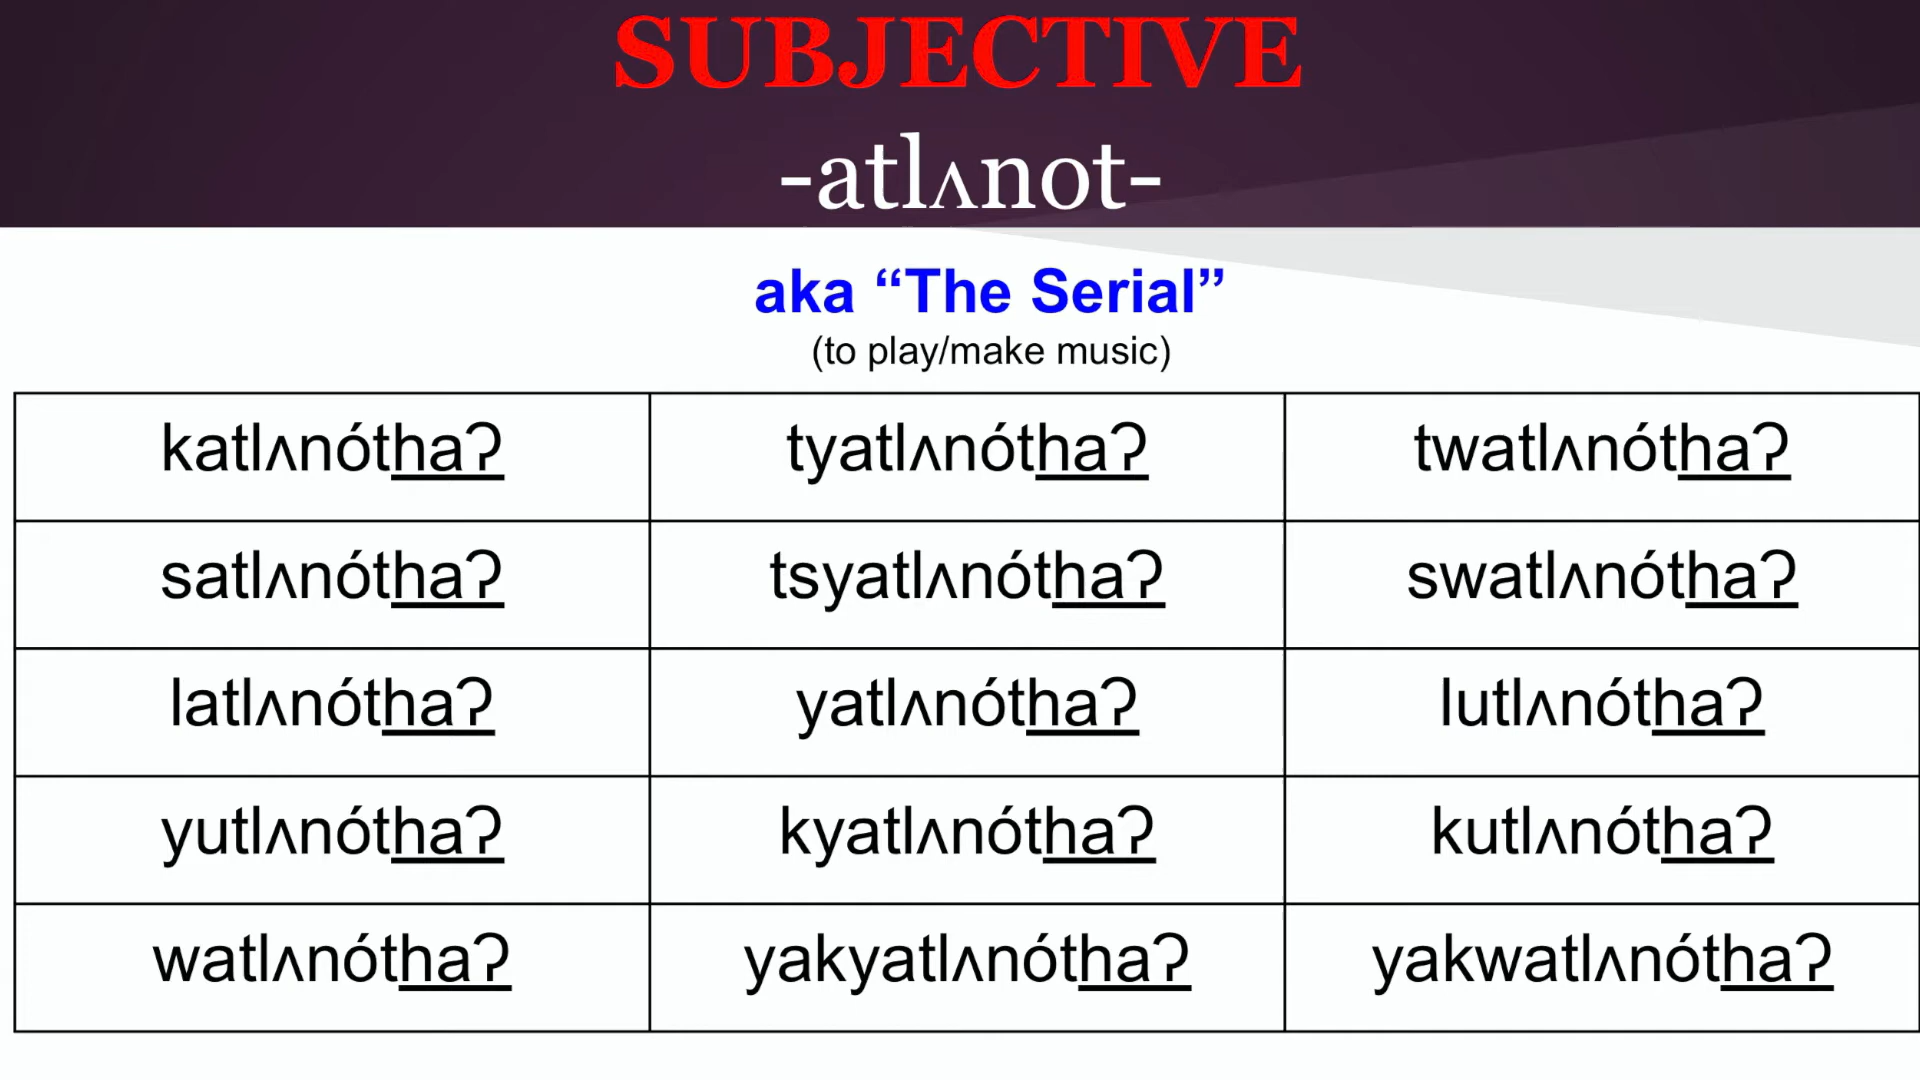 SUBJECTIVE
-atlʌnot-
aka “The Serial”
(to play/make music)
katlʌnóthaʔ tyatlʌnóthaʔ twatlʌnóthaʔ
satlʌnóthaʔ tsyatlʌnóthaʔ swatlʌnóthaʔ
latlʌnóthaʔ yatlʌnóthaʔ lutlʌnóthaʔ
yutlʌnóthaʔ kyatlʌnóthaʔ kutlʌnóthaʔ
watlʌnóthaʔ yakyatlʌnóthaʔ yakwatlʌnóthaʔ